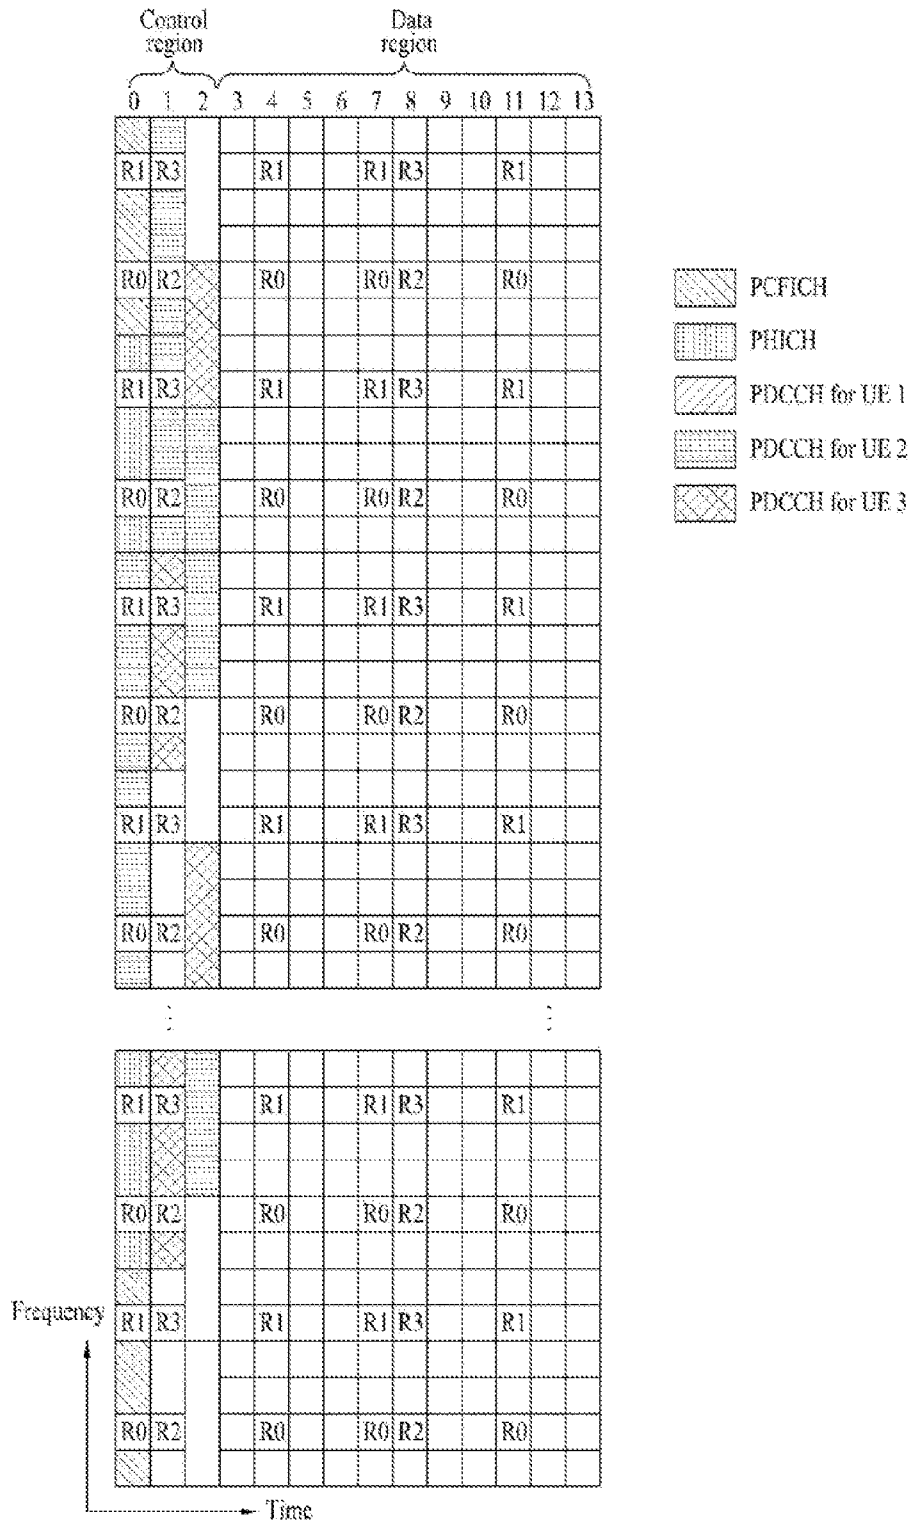 Control region
Data region
0 1 2 3 4 5 6 7 8 9 10 11 12 13
R1 R3 R1 R1 R3 R1
R0 R2 R0 R0 R2 R0
R1 R3 R1 R1 R3 R1
R0 R2 R0 R0 R2 R0
R1 R3 R1 R1 R3 R1
R0 R2 R0 R0 R2 R0
R1 R3 R1 R1 R3 R1
R0 R2 R0 R0 R2 R0
R1 R3 R1 R1 R3 R1
R0 R2 R0 R0 R2 R0
R1 R3 R1 R1 R3 R1
R0 R2 R0 R0 R2 R0
PCFICH
PHICH
PDCCH for UE 1
PDCCH for UE 2
PDCCH for UE 3
Frequency
Time